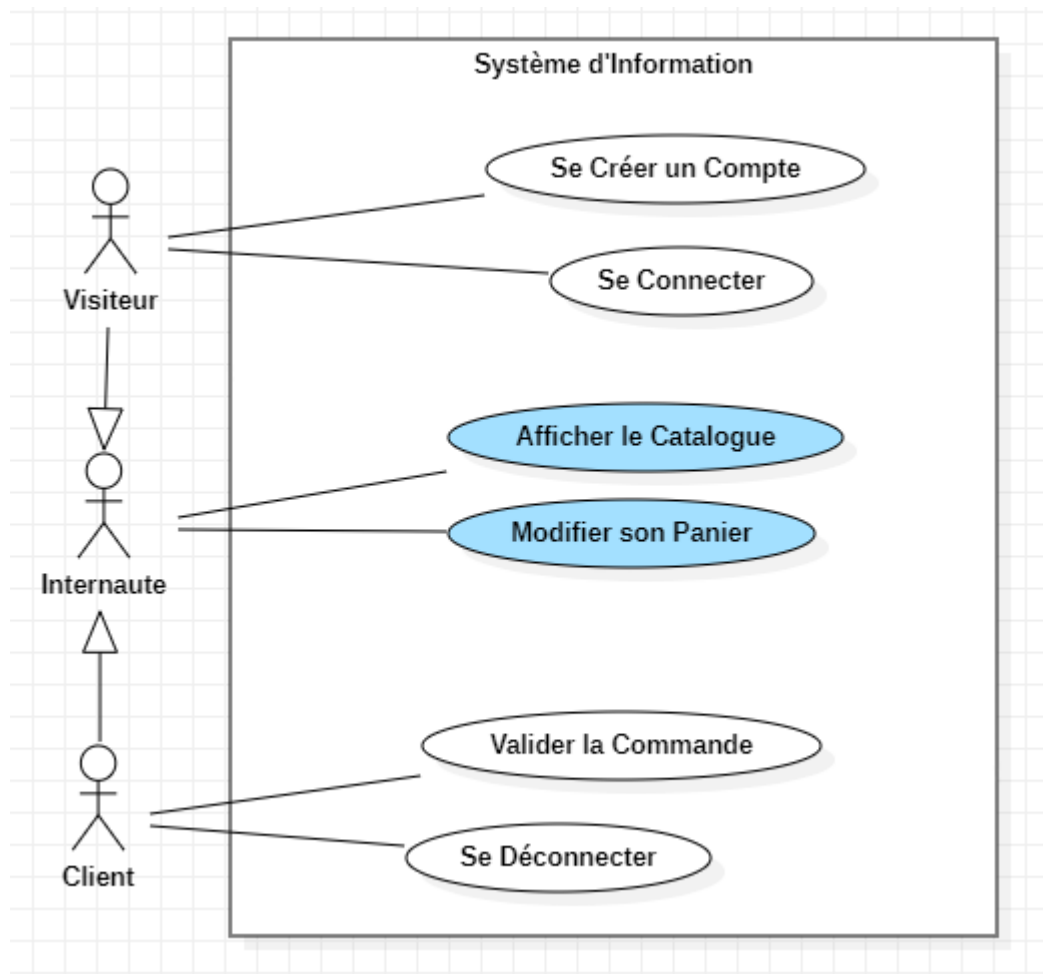 Système d'Information
Se Créer un Compte
Se Connecter
Visiteur
Afficher le Catalogue
Modifier son Panier
Internaute
Valider la Commande
Se Déconnecter
Client